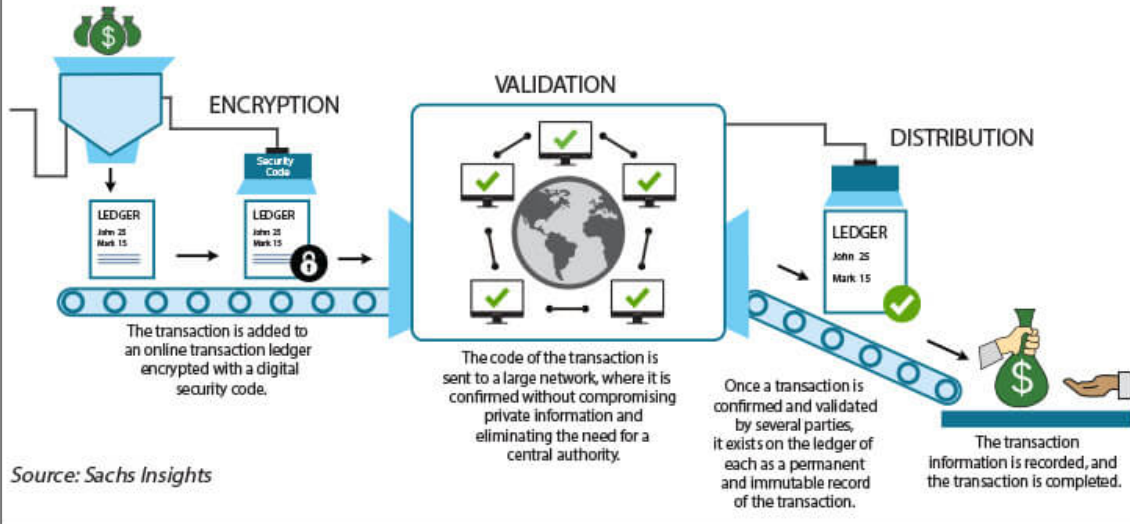 $
ENCRYPTION
Security
Code
LEDGER
John 25
Mark 15
LEDGER
John 25
Mark 15
The transaction is added to
an online transaction ledger
encrypted with a digital
security code.
VALIDATION
The code of the transaction is
sent to a large network, where it is
confirmed without compromising
private information and
eliminating the need for a
central authority.
DISTRIBUTION
LEDGER
John 25
Mark 15
Once a transaction is
confirmed and validated
by several parties,
it exists on the ledger of
each as a permanent
and immutable record
of the transaction.
$
The transaction
information is recorded, and
the transaction is completed.
Source: Sachs Insights